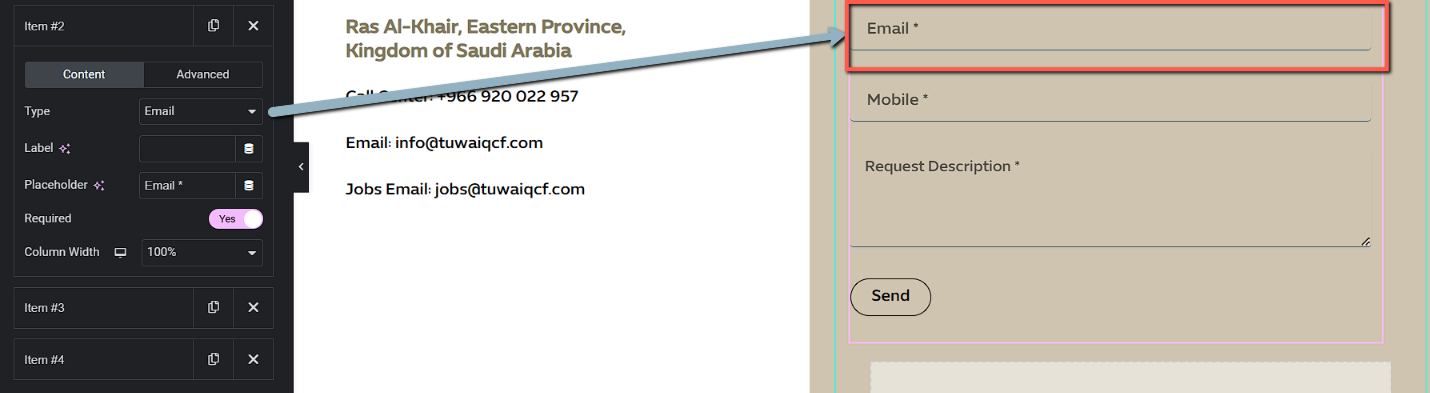 Item #2
Content
Advanced
Type
Email
Label
Placeholder
Email *
Required
Yes
Column Width
100%
Item #3
Item #4
Ras Al-Khair, Eastern Province,
Kingdom of Saudi Arabia
Call Center: +966 920 022 957
Email: info@tuwaiqcf.com
Jobs Email: jobs@tuwaiqcf.com
Email *
Mobile *
Request Description *
Send